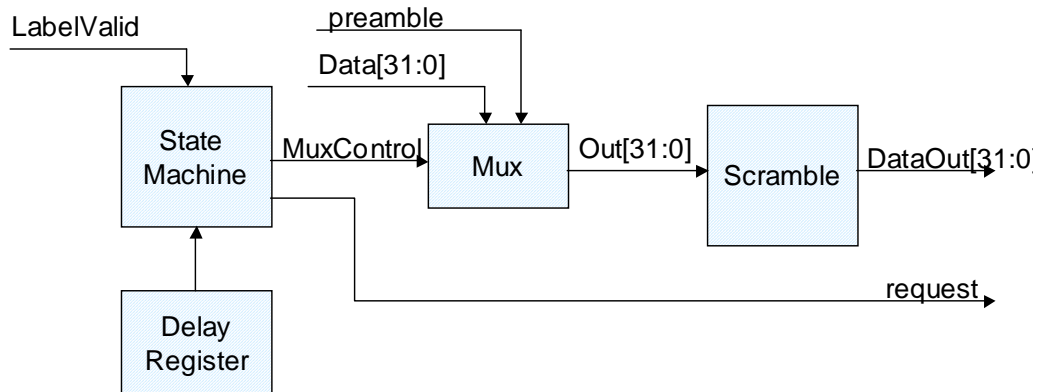 preamble
LabelValid
Data[31:0]
State
Machine
MuxControl
Mux
Out[31:0]
Scramble
DataOut[31:0]
request
Delay
Register